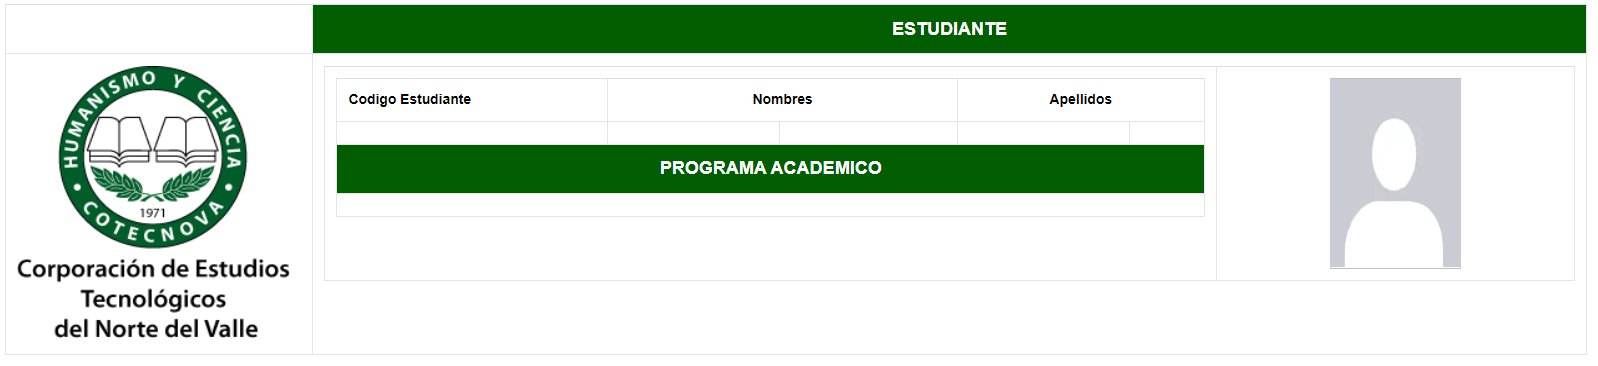 ESTUDIANTE
HUMANISMO Y CIENCIA
1971
• COTECNOVA •
Corporación de Estudios
Tecnológicos
del Norte del Valle
Codigo Estudiante Nombres Apellidos
PROGRAMA ACADEMICO